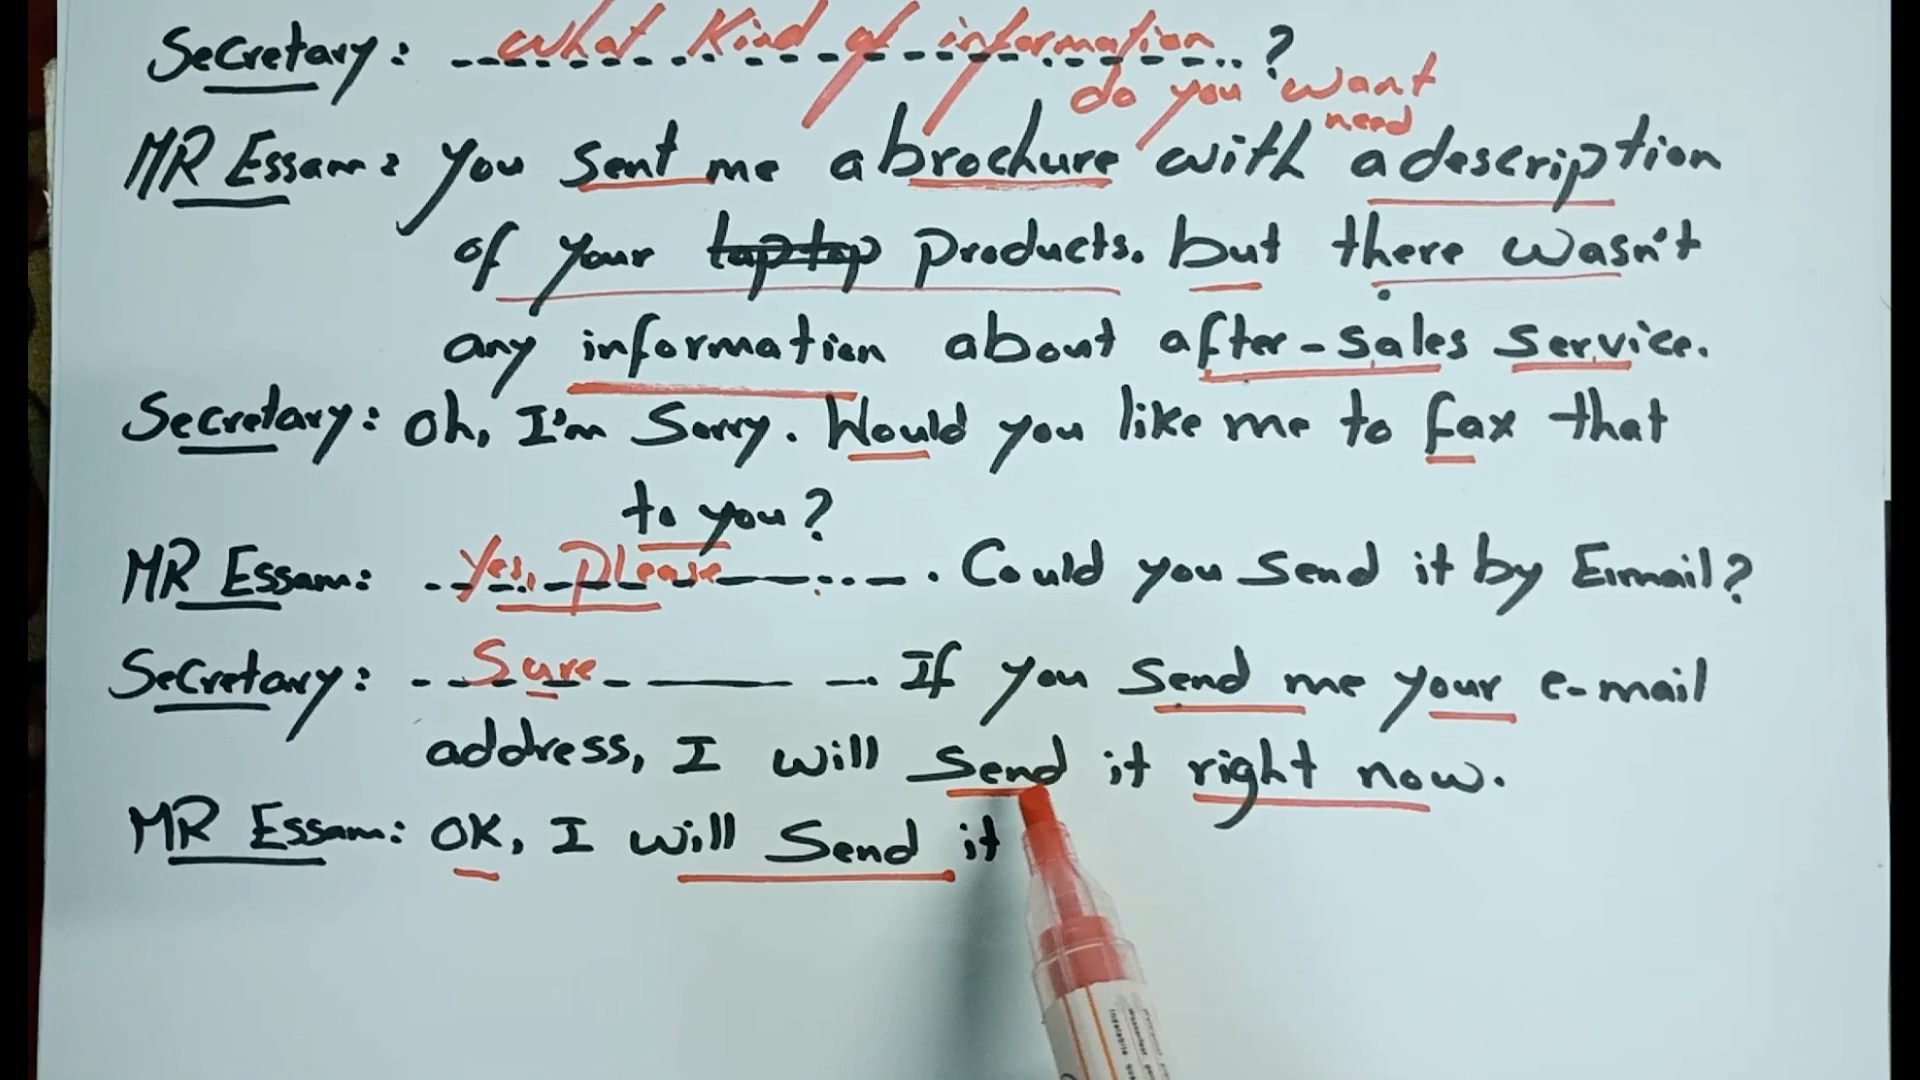 Secretary: What Kind of information ?
do you want
need
MR Essam: you sent me a brochure with a description
of your laptop products. but there wasn't
any information about after-sales service.
Secretary: oh, I'm Sorry. Would you like me to fax that
to you?
MR Essam: Yes, Please . Could you send it by Email?
Secretary: Sure . If you send me your e-mail
address, I will send it right now.
MR Essam: OK, I will send it